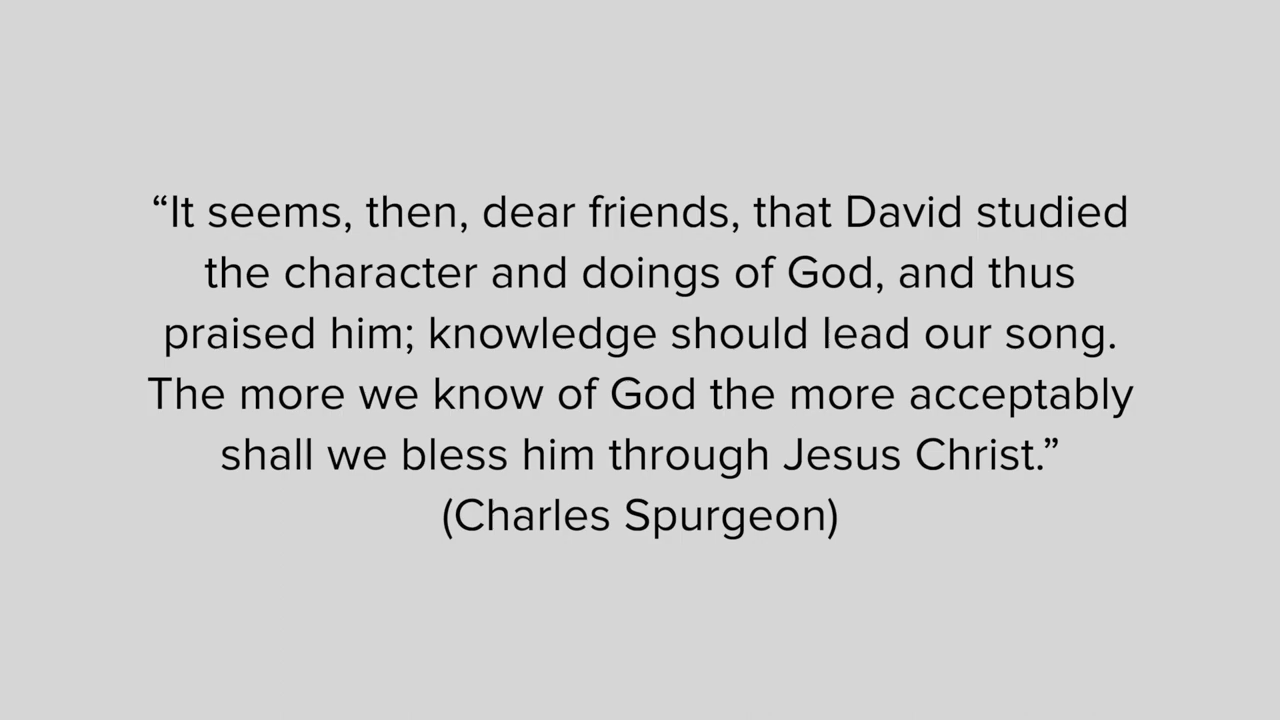 “It seems, then, dear friends, that David studied
the character and doings of God, and thus
praised him; knowledge should lead our song.
The more we know of God the more acceptably
shall we bless him through Jesus Christ.”
(Charles Spurgeon)